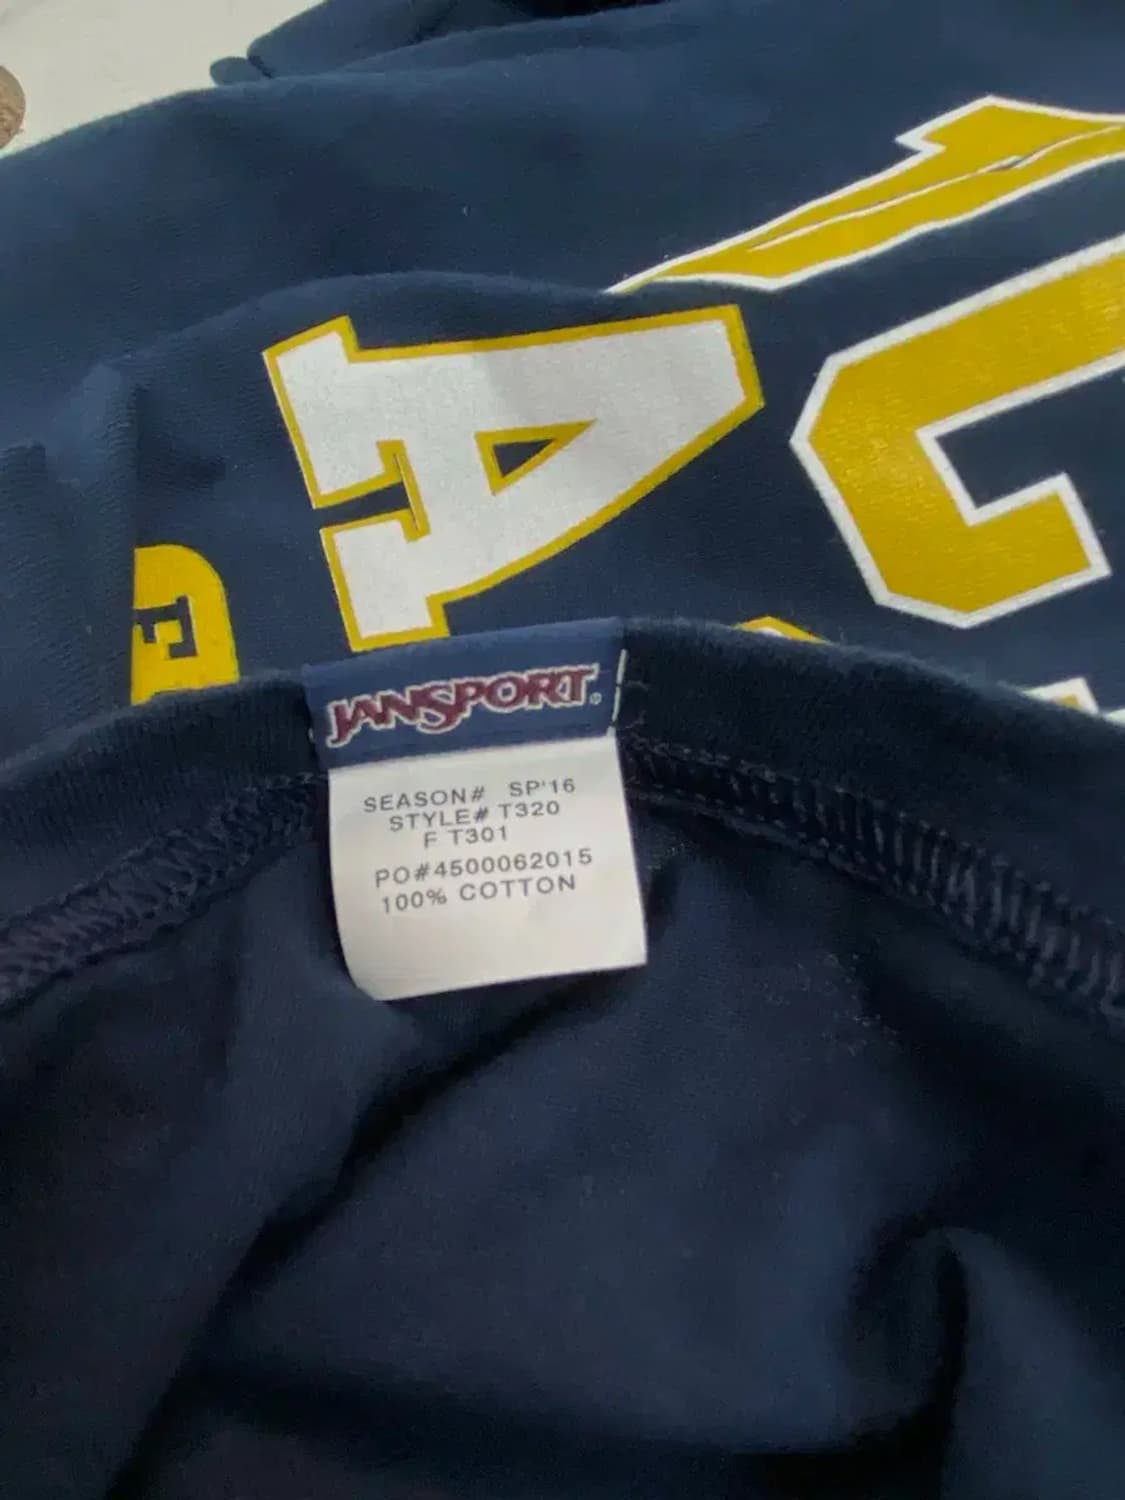 JANSPORT®
SEASON# SP'16
STYLE# T320
F T301
PO#4500062015
100% COTTON
A